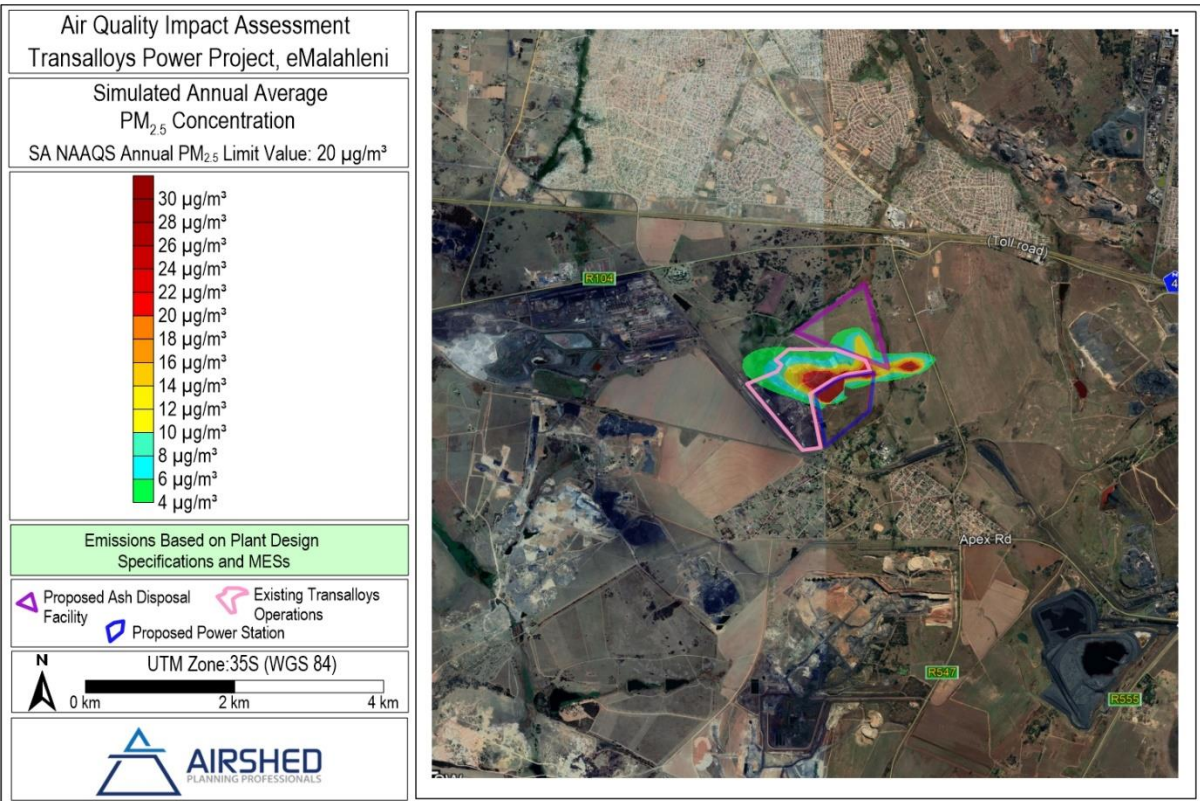 Air Quality Impact Assessment
Transalloys Power Project, eMalahleni
Simulated Annual Average
PM₂.₅ Concentration
SA NAAQS Annual PM₂.₅ Limit Value: 20 µg/m³
30 µg/m³
28 µg/m³
26 µg/m³
24 µg/m³
22 µg/m³
20 µg/m³
18 µg/m³
16 µg/m³
14 µg/m³
12 µg/m³
10 µg/m³
8 µg/m³
6 µg/m³
4 µg/m³
Emissions Based on Plant Design
Specifications and MESs
Proposed Ash Disposal
Facility
Existing Transalloys
Operations
Proposed Power Station
N
UTM Zone:35S (WGS 84)
0 km
2 km
4 km
AIRSHED
PLANNING PROFESSIONALS
(Toll road)
R104
4
Apex Rd
R547
R555